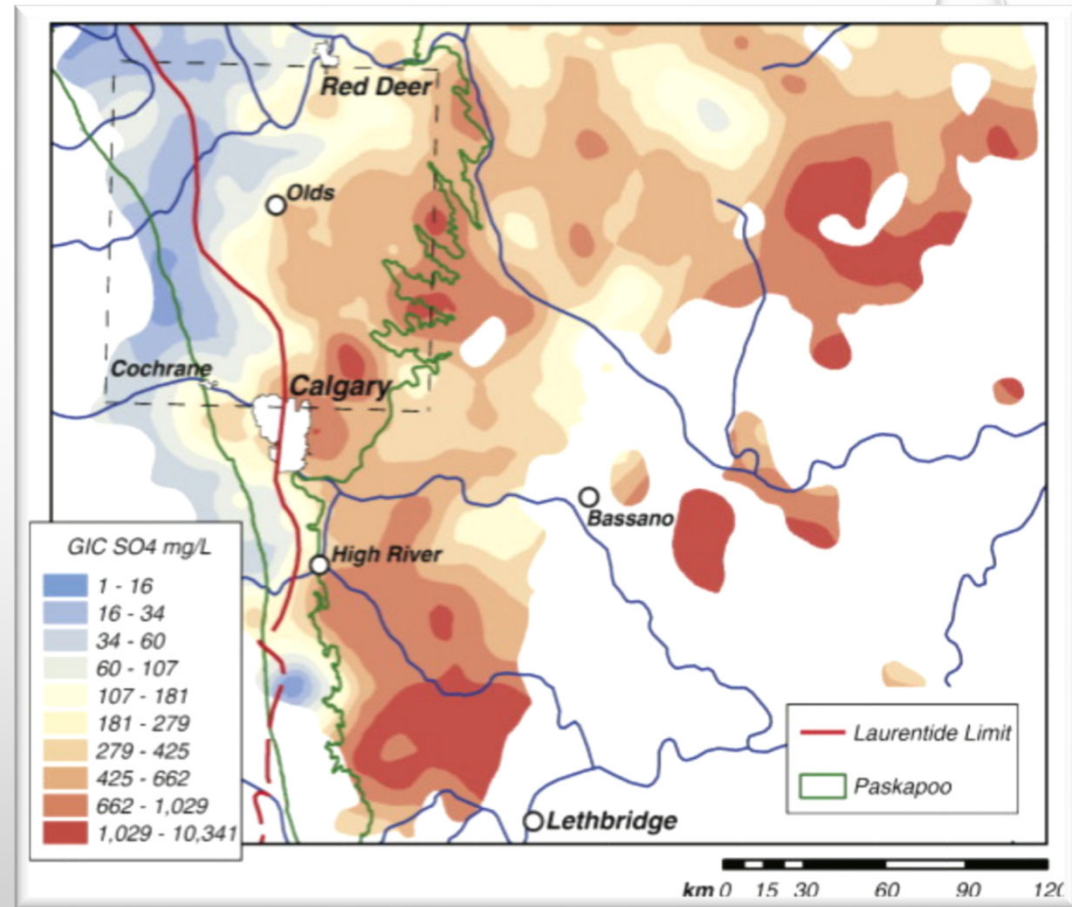 Red Deer
Olds
Cochrane
Calgary
Bassano
High River
Lethbridge
GIC SO4 mg/L
1 - 16
16 - 34
34 - 60
60 - 107
107 - 181
181 - 279
279 - 425
425 - 662
662 - 1,029
1,029 - 10,341
Laurentide Limit
Paskapoo
km 0 15 30 60 90 120